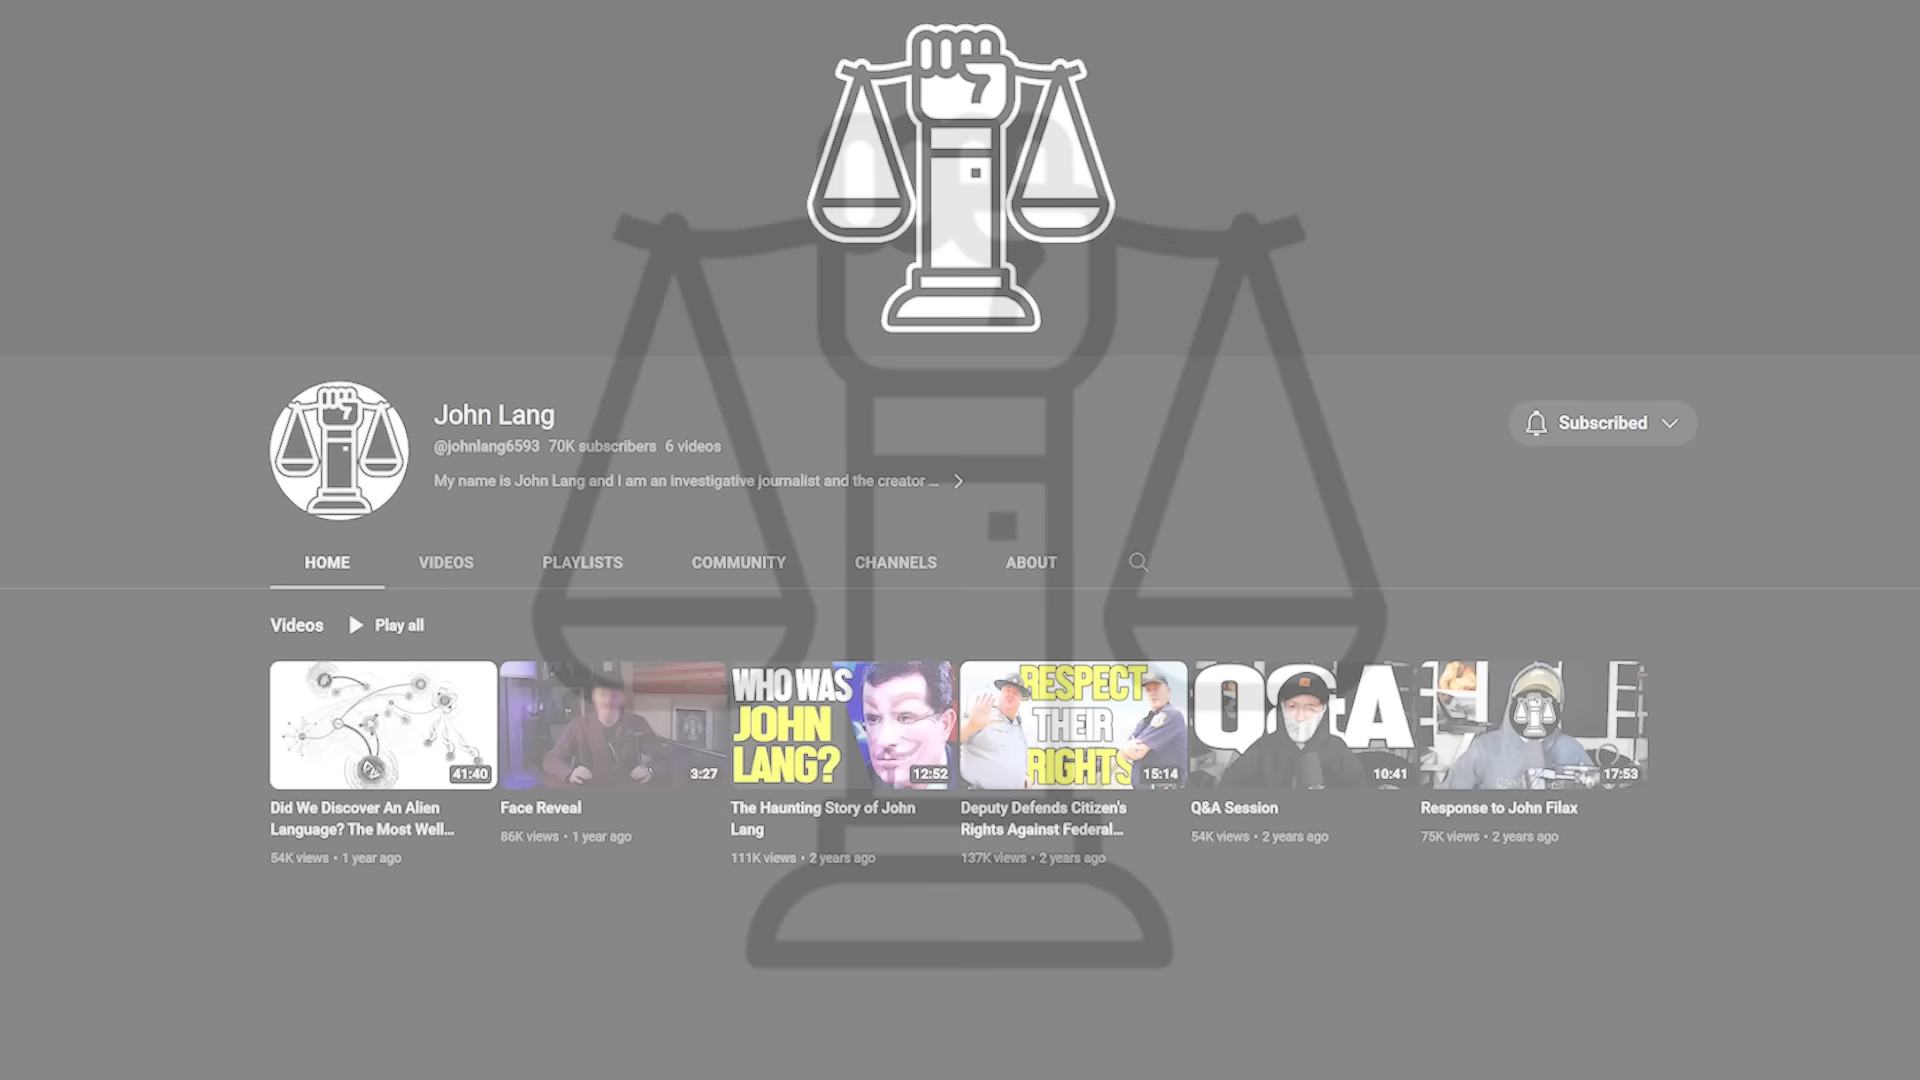 John Lang
@johnlang6593 70K subscribers 6 videos
My name is John Lang and I am an investigative journalist and the creator ...
Subscribed
HOME VIDEOS PLAYLISTS COMMUNITY CHANNELS ABOUT
Videos Play all
41:40
3:27
WHO WAS
JOHN
LANG?
12:52
RESPECT
THEIR
RIGHTS
15:14
Q&A
10:41
17:53
Did We Discover An Alien
Language? The Most Well...
54K views • 1 year ago
Face Reveal
86K views • 1 year ago
The Haunting Story of John
Lang
111K views • 2 years ago
Deputy Defends Citizen's
Rights Against Federal...
137K views • 2 years ago
Q&A Session
54K views • 2 years ago
Response to John Filax
75K views • 2 years ago